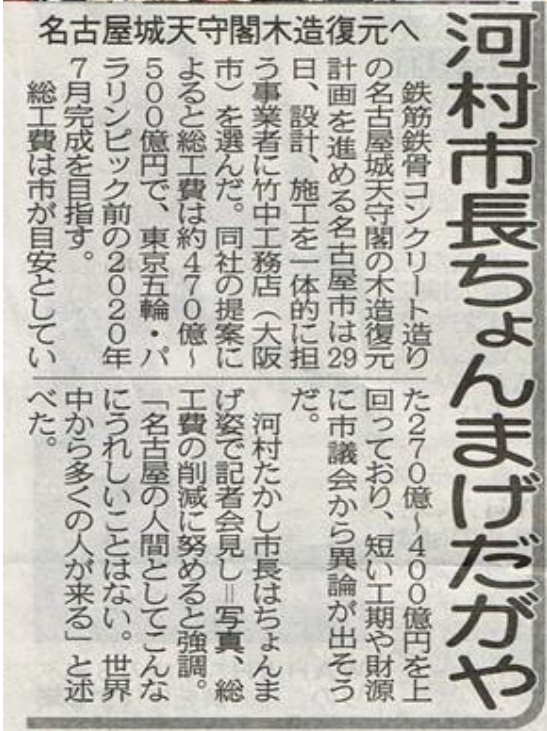 河村市長ちょんまげだがや
名古屋城天守閣木造復元へ
鉄筋鉄骨コンクリート造り
の名古屋城天守閣の木造復元
計画を進める名古屋市は29
日、設計、施工を一体的に担
う事業者に竹中工務店(大阪
市)を選んだ。同社の提案に
よると総工費は約470億~
500億円で、東京五輪・パ
ラリンピック前の2020年
7月完成を目指す。
総工費は市が目安としてい
た270億~400億円を上
回っており、短い工期や財源
に市議会から異論が出そう
だ。
河村たかし市長はちょんま
げ姿で記者会見し=写真、総
工費の削減に努めると強調。
「名古屋の人間としてこんな
にうれしいことはない。世界
中から多くの人が来る」と述
べた。